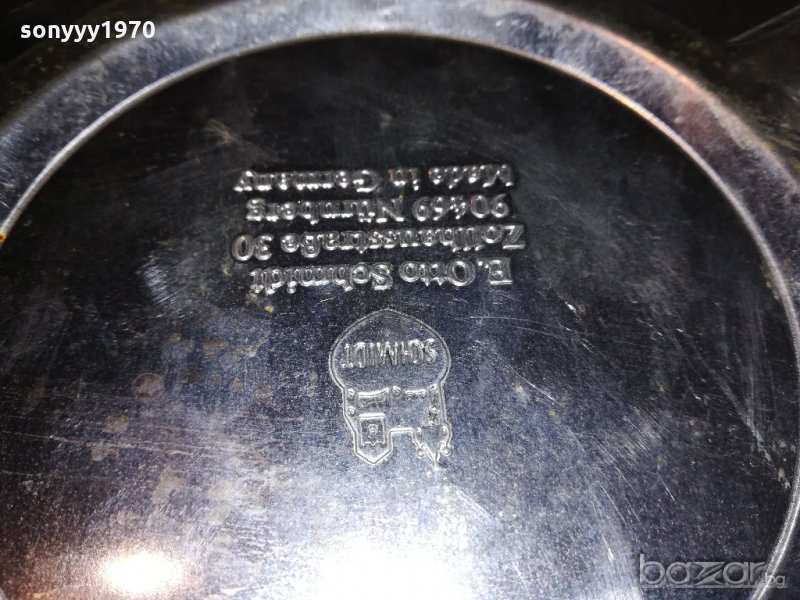 sonyyy1970
SCHMIDT
E. Otto Schmidt
Zollhausstraße 30
90469 Nürnberg
Made in Germany
bazar.bg